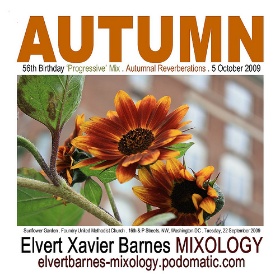 AUTUMN
56th Birthday 'Progressive' Mix . Autumnal Reverberations . 5 October 2009
Sunflower Garden . Foundry United Methodist Church . 16th & P Streets, NW, Washington DC . Tuesday, 22 September 2009
Elvert Xavier Barnes MIXOLOGY
elvertbarnes-mixology.podomatic.com